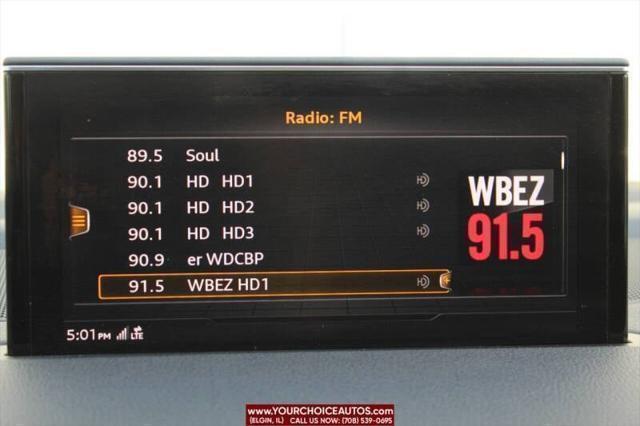 Radio: FM
89.5 Soul
90.1 HD HD1
90.1 HD HD2
90.1 HD HD3
90.9 er WDCBP
91.5 WBEZ HD1
WBEZ
91.5
5:01PM LTE
WWW.YOURCHOICEAUTOS.COM
(ELGIN, IL) CALL US NOW (708) 539-0695